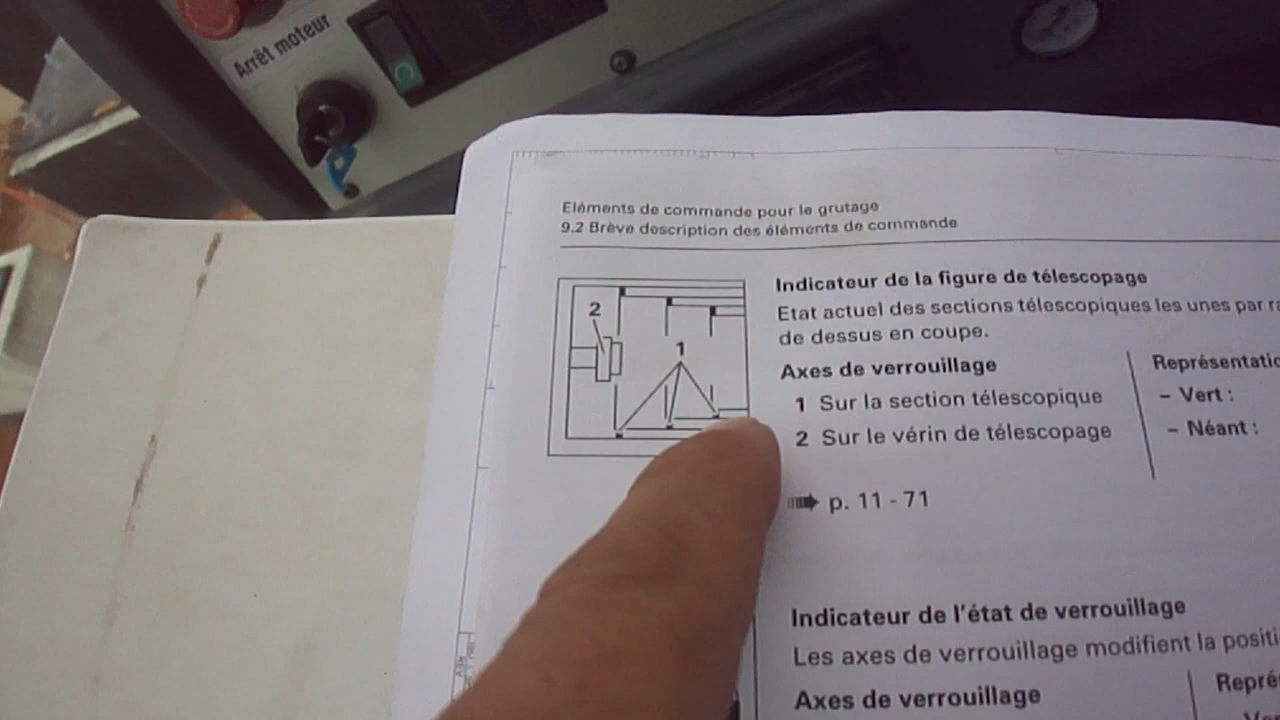 Arrêt moteur
Eléments de commande pour le grutage
9.2 Brève description des éléments de commande
2
1
Indicateur de la figure de télescopage
Etat actuel des sections télescopiques les unes par
de dessus en coupe.
Axes de verrouillage
1 Sur la section télescopique
2 Sur le vérin de télescopage
Représentatio
– Vert :
– Néant :
p. 11 - 71
Indicateur de l'état de verrouillage
Les axes de verrouillage modifient la positi
Axes de verrouillage
Représ